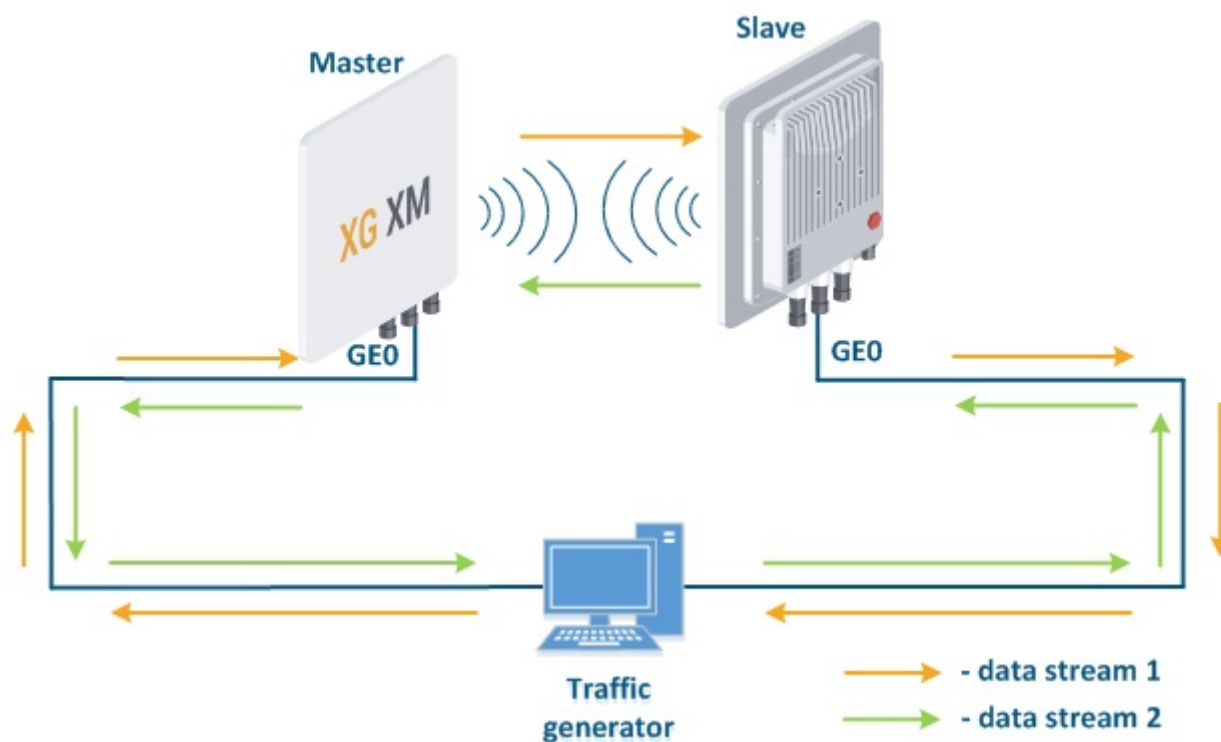 Slave
Master
XG XM
GE0
GE0
Traffic
generator
- data stream 1
- data stream 2